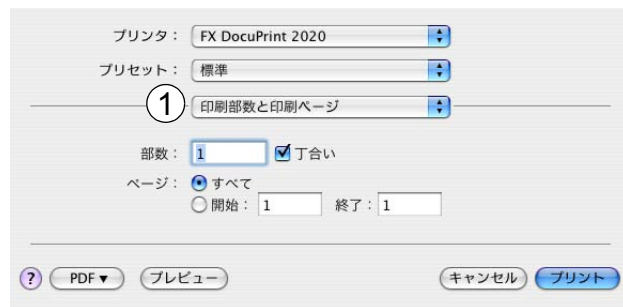 プリンタ： FX DocuPrint 2020
プリセット： 標準
① 印刷部数と印刷ページ
部数： 1 丁合い
ページ： すべて
開始： 1 終了： 1
? PDF▼ プレビュー キャンセル プリント